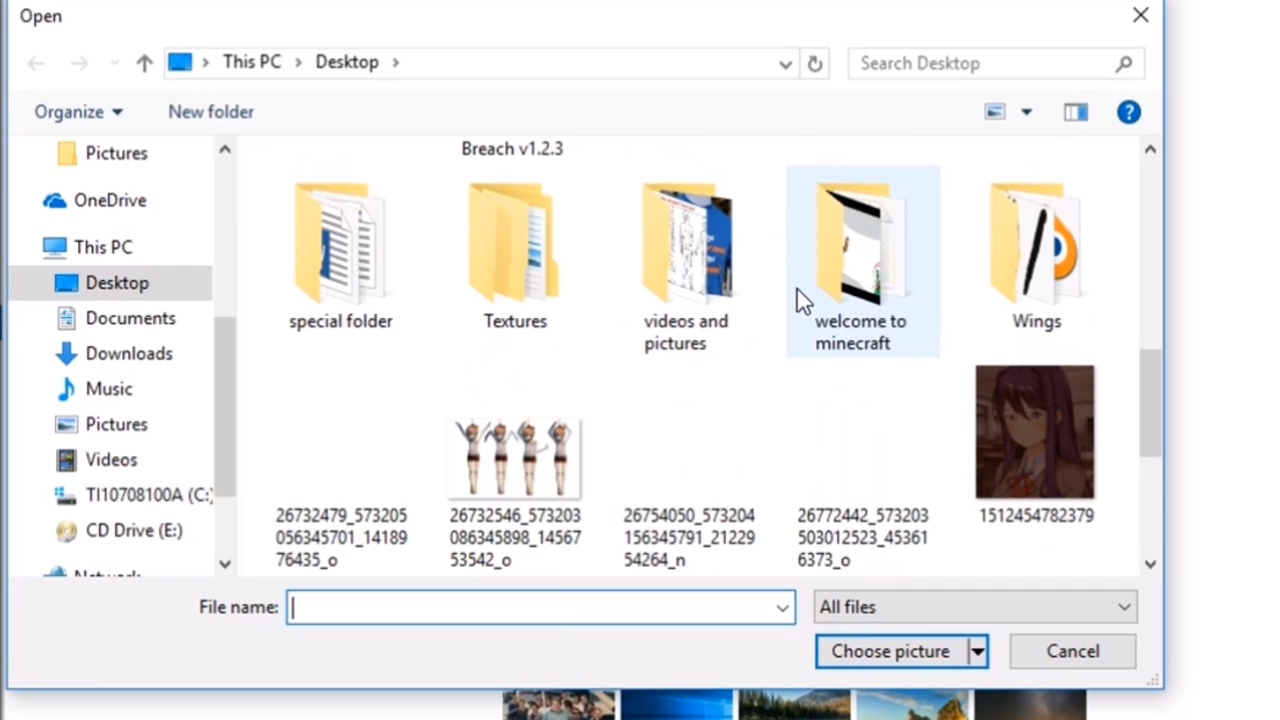 Open
This PC
Desktop
Search Desktop
Organize
New folder
Pictures
OneDrive
This PC
Desktop
Documents
Downloads
Music
Pictures
Videos
TI10708100A (C:)
CD Drive (E:)
Network
Breach v1.2.3
special folder
Textures
videos and
pictures
welcome to
minecraft
Wings
26732479_573205
056345701_14189
76435_o
26732546_573203
086345898_14567
53542_o
26754050_573204
156345791_21229
54264_n
26772442_573203
503012523_45361
6373_o
1512454782379
File name:
All files
Choose picture
Cancel